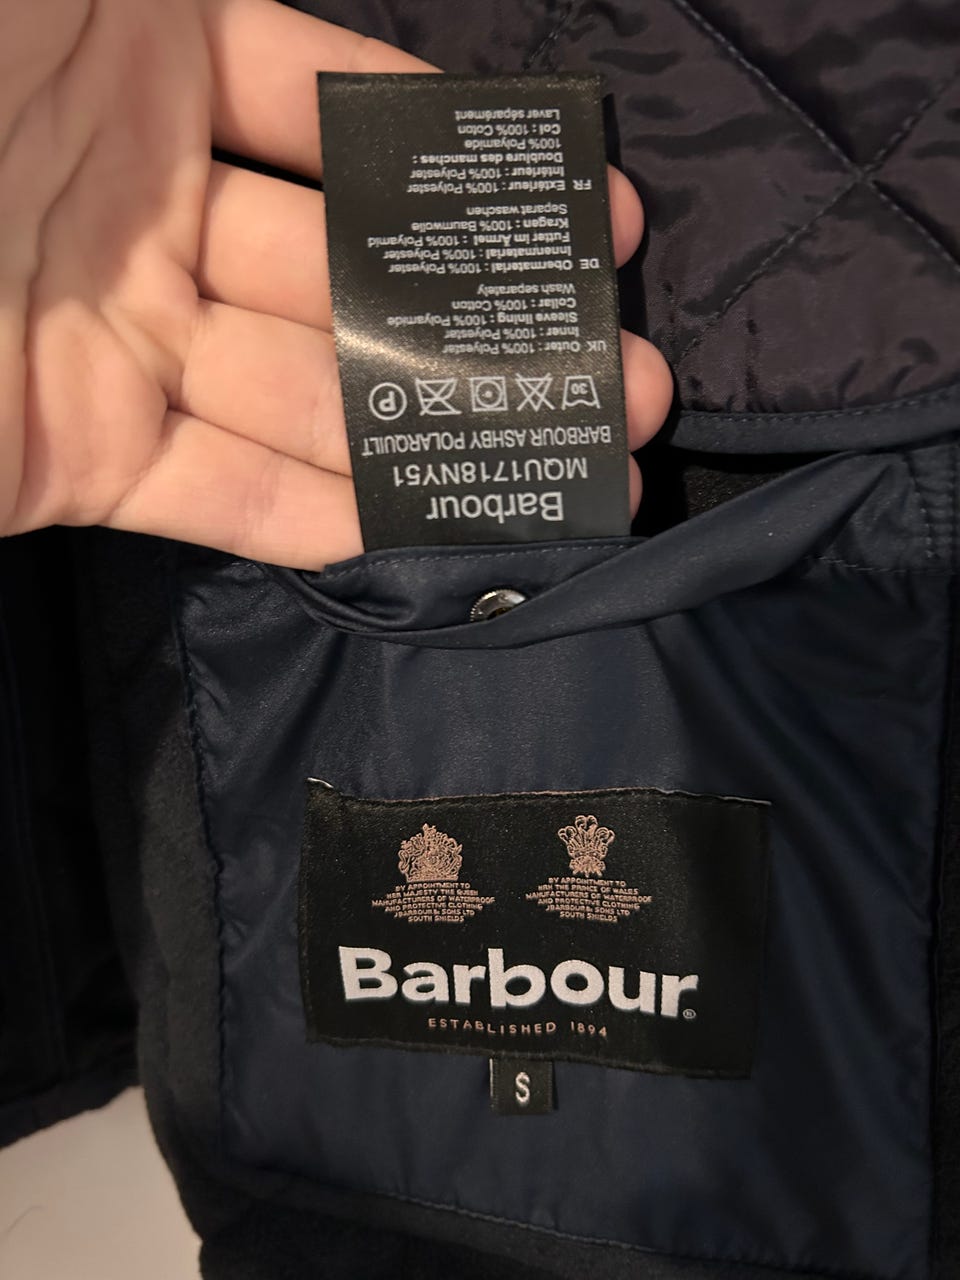 Barbour
MQU1718NY51
BARBOUR ASHBY POLARQUILT
30
P
UK Outer: 100% Polyester
Inner: 100% Polyester
Sleeve lining: 100% Polyamide
Collar: 100% Cotton
Wash separately
DE Obermaterial: 100% Polyester
Innenmaterial: 100% Polyester
Futter im Ärmel: 100% Polyamid
Kragen: 100% Baumwolle
Separat waschen
FR Extérieur: 100% Polyester
Intérieur: 100% Polyester
Doublure des manches:
100% Polyamide
Col: 100% Coton
Laver séparément
BY APPOINTMENT TO
HER MAJESTY THE QUEEN
MANUFACTURERS OF WATERPROOF
AND PROTECTIVE CLOTHING
J BARBOUR & SONS LTD
SOUTH SHIELDS
BY APPOINTMENT TO
HRH THE PRINCE OF WALES
MANUFACTURERS OF WATERPROOF
AND PROTECTIVE CLOTHING
J BARBOUR & SONS LTD
SOUTH SHIELDS
Barbour®
ESTABLISHED 1894
S